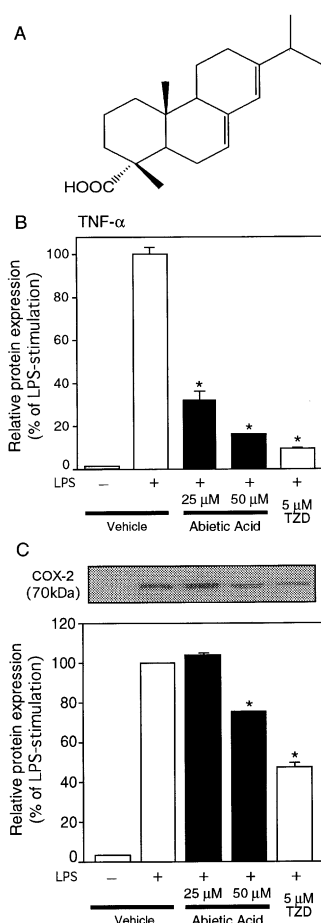 A
HOOC
B
TNF-α
Relative protein expression
(% of LPS-stimulation)
100
80
60
40
20
0
* * *
LPS – + + + +
25 μM 50 μM 5 μM
TZD
Vehicle Abietic Acid
C
COX-2
(70kDa)
Relative protein expression
(% of LPS-stimulation)
120
100
80
60
40
20
0
* *
LPS – + + + +
25 μM 50 μM 5 μM
TZD
Vehicle Abietic Acid